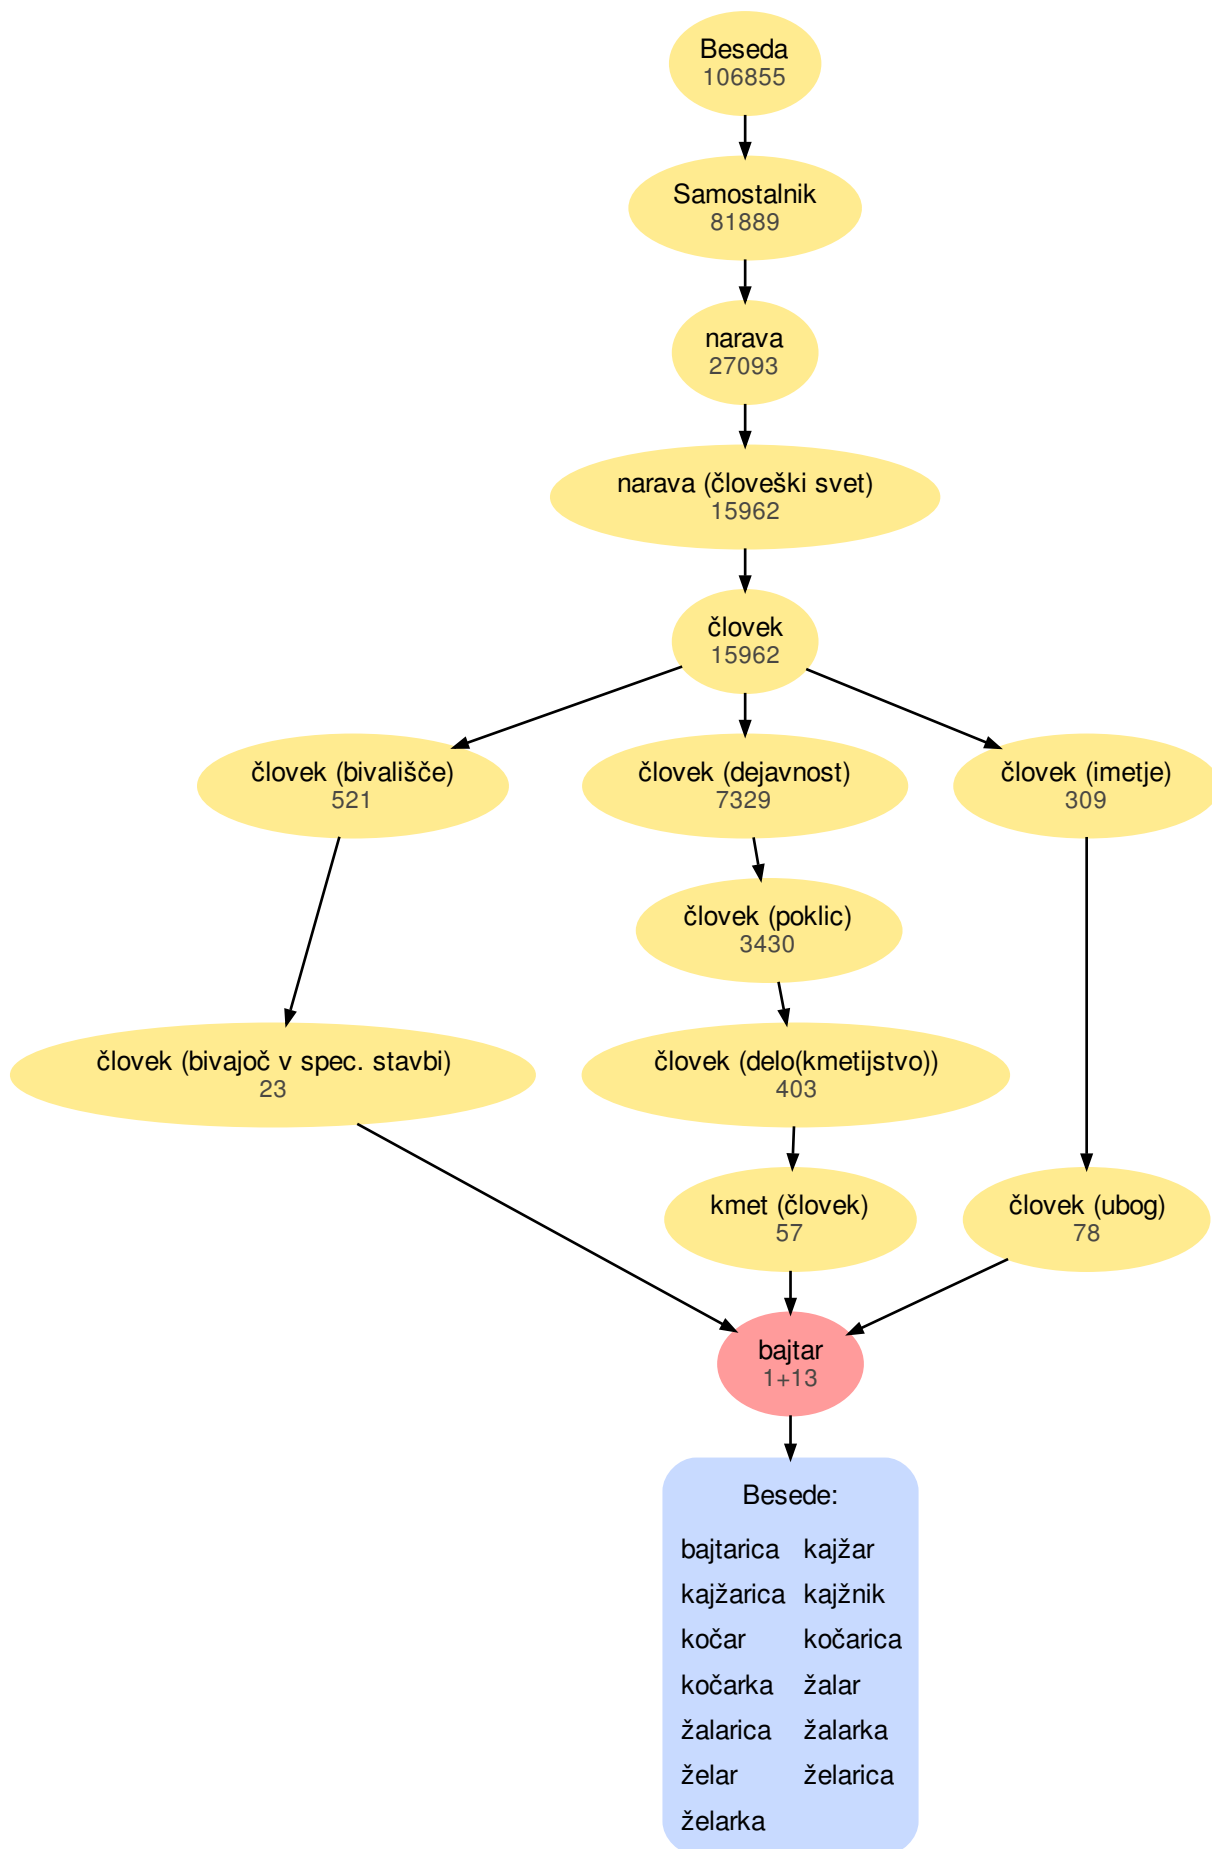 Beseda
106855
Samostalnik
81889
narava
27093
narava (človeški svet)
15962
človek
15962
človek (bivališče)
521
človek (dejavnost)
7329
človek (imetje)
309
človek (poklic)
3430
človek (bivajoč v spec. stavbi)
23
človek (delo(kmetijstvo))
403
kmet (človek)
57
človek (ubog)
78
bajtar
1+13
Besede:
bajtarica kajžar
kajžarica kajžnik
kočar kočarica
kočarka žalar
žalarica žalarka
želar želarica
želarka